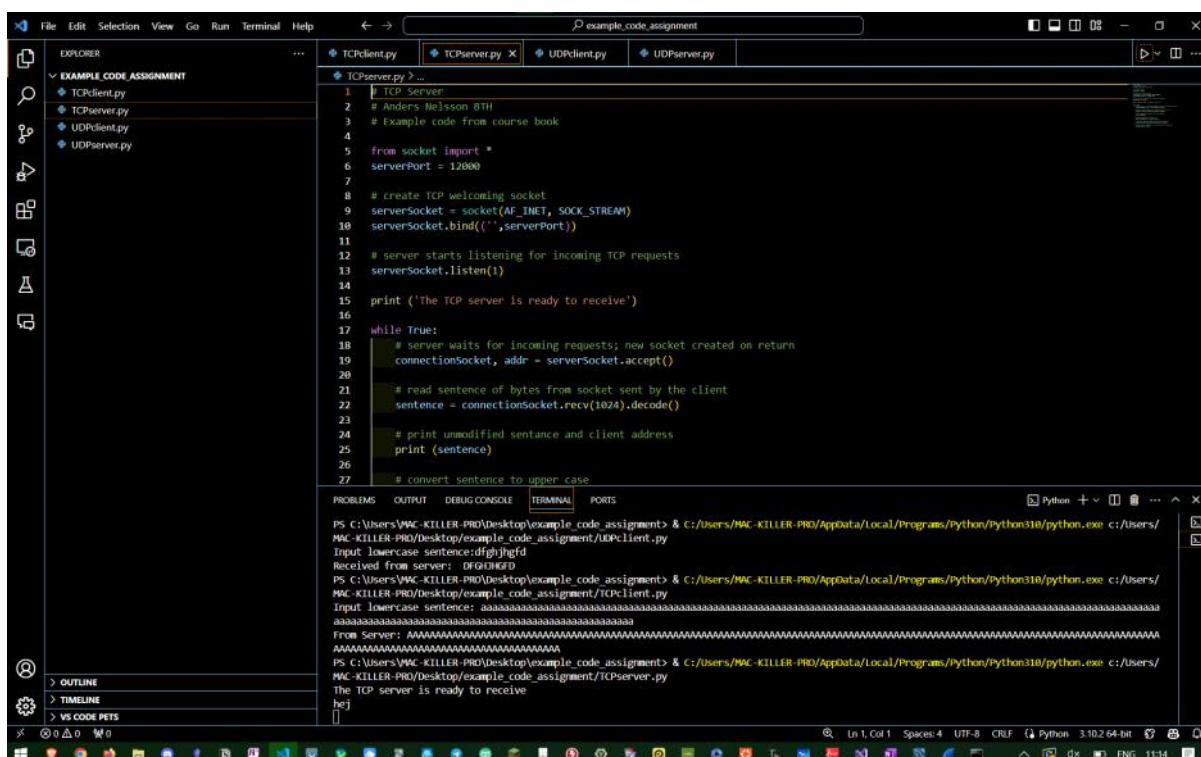 File Edit Selection View Go Run Terminal Help
example_code_assignment
EXPLORER
TCPclient.py
TCPserver.py
UDPclient.py
UDPserver.py
EXAMPLE_CODE_ASSIGNMENT
TCPclient.py
TCPserver.py
UDPclient.py
UDPserver.py
OUTLINE
TIMELINE
VS CODE PETS
TCPserver.py > ...
1 # TCP Server
2 # Anders Nelsson BTH
3 # Example code from course book
4
5 from socket import *
6 serverPort = 12000
7
8 # create TCP welcoming socket
9 serverSocket = socket(AF_INET, SOCK_STREAM)
10 serverSocket.bind(('',serverPort))
11
12 # server starts listening for incoming TCP requests
13 serverSocket.listen(1)
14
15 print ('The TCP server is ready to receive')
16
17 while True:
18 # server waits for incoming requests; new socket created on return
19 connectionSocket, addr = serverSocket.accept()
20
21 # read sentence of bytes from socket sent by the client
22 sentence = connectionSocket.recv(1024).decode()
23
24 # print unmodified sentance and client address
25 print (sentence)
26
27 # convert sentence to upper case
PROBLEMS OUTPUT DEBUG CONSOLE TERMINAL PORTS
Python
PS C:\Users\MAC-KILLER-PRO\Desktop\example_code_assignment> & C:/Users/MAC-KILLER-PRO/AppData/Local/Programs/Python/Python310/python.exe c:/Users/
MAC-KILLER-PRO/Desktop/example_code_assignment/UDPclient.py
Input lowercase sentence:dfghjhgfd
Received from server: DFGHJHGFD
PS C:\Users\MAC-KILLER-PRO\Desktop\example_code_assignment> & C:/Users/MAC-KILLER-PRO/AppData/Local/Programs/Python/Python310/python.exe c:/Users/
MAC-KILLER-PRO/Desktop/example_code_assignment/TCPclient.py
Input lowercase sentence:
From Server:
PS C:\Users\MAC-KILLER-PRO\Desktop\example_code_assignment> & C:/Users/MAC-KILLER-PRO/AppData/Local/Programs/Python/Python310/python.exe c:/Users/
MAC-KILLER-PRO/Desktop/example_code_assignment/TCPserver.py
The TCP server is ready to receive
hej
0 0 0 Ln 1, Col 1 Spaces: 4 UTF-8 CRLF Python 3.10.2 64-bit
ENG 11:14